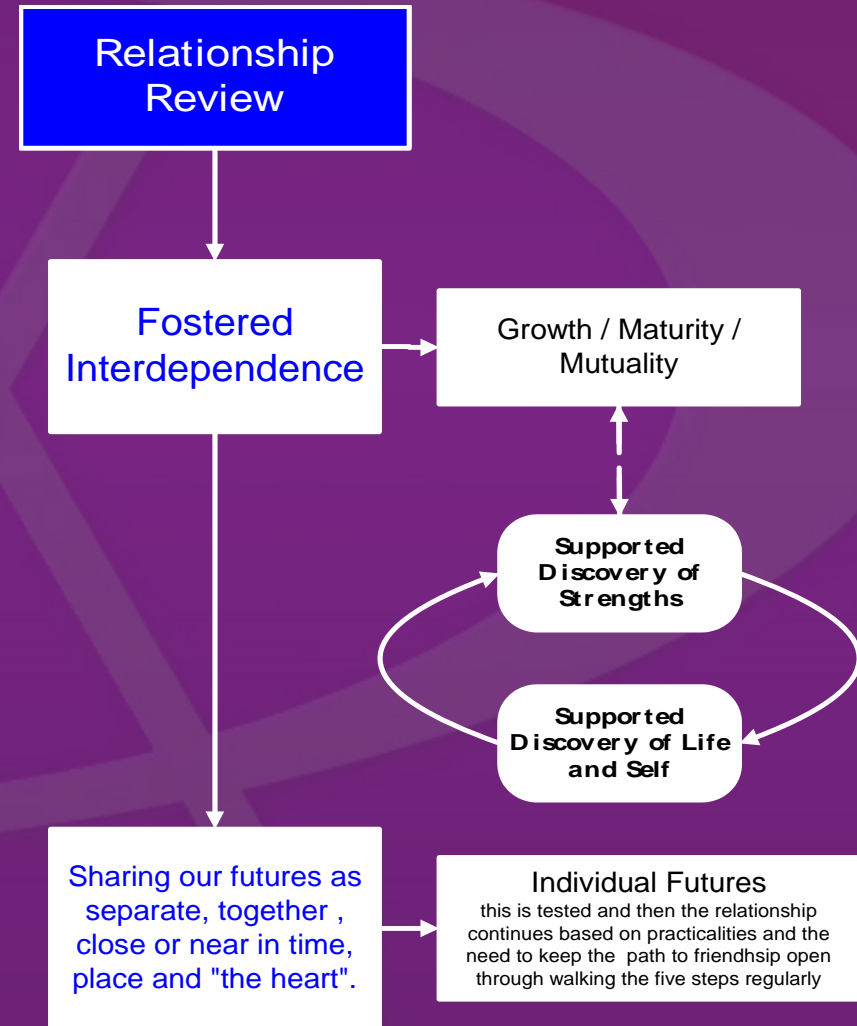 Relationship
Review
Fostered
Interdependence
Growth / Maturity /
Mutuality
Supported
Discovery of
Strengths
Supported
Discovery of Life
and Self
Sharing our futures as
separate, together ,
close or near in time,
place and "the heart".
Individual Futures
this is tested and then the relationship
continues based on practicalities and the
need to keep the path to friendhsip open
through walking the five steps regularly